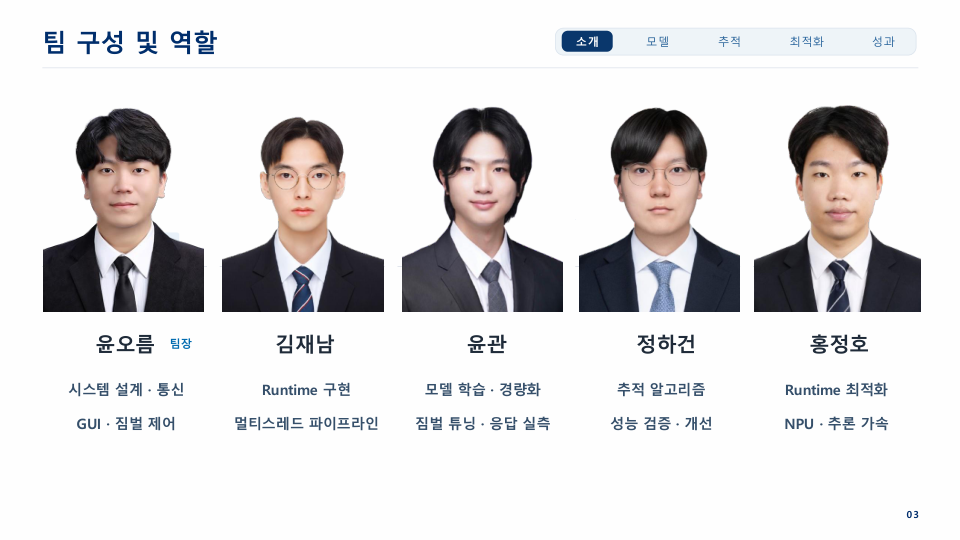 팀 구성 및 역할
소개 모델 추적 최적화 성과
윤오름 팀장
시스템 설계 · 통신
GUI · 짐벌 제어
김재남
Runtime 구현
멀티스레드 파이프라인
윤관
모델 학습 · 경량화
짐벌 튜닝 · 응답 실측
정하건
추적 알고리즘
성능 검증 · 개선
홍정호
Runtime 최적화
NPU · 추론 가속
03